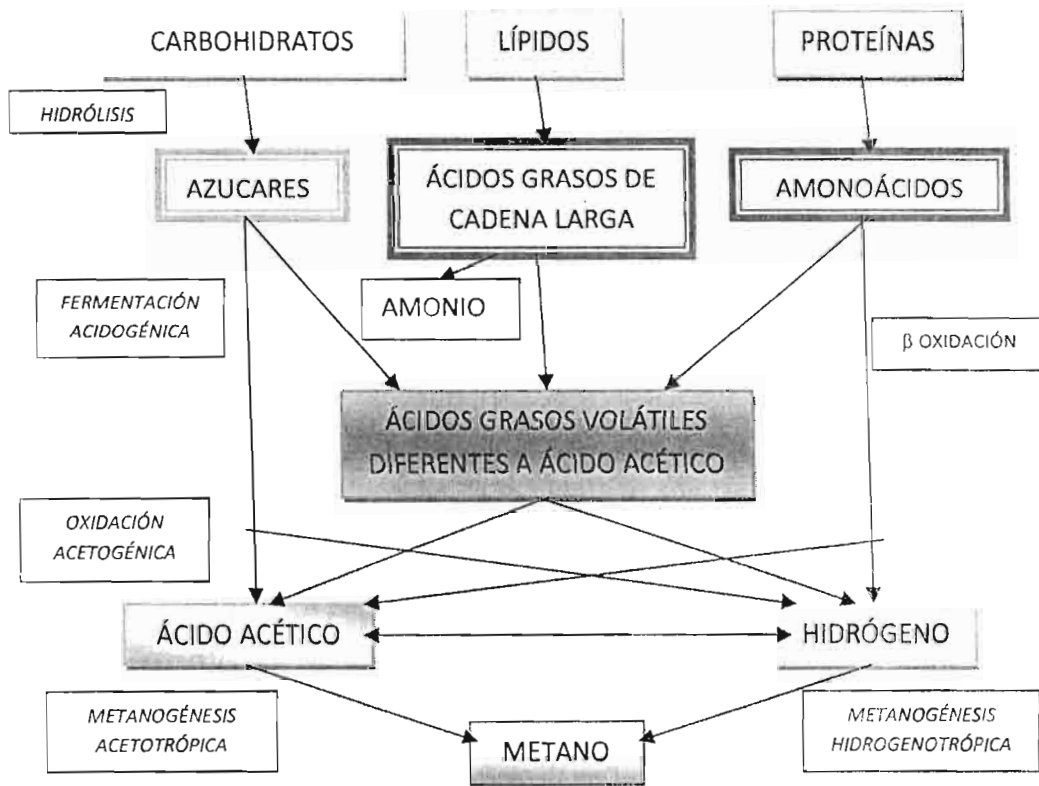 CARBOHIDRATOS
LÍPIDOS
PROTEÍNAS
HIDRÓLISIS
AZUCARES
ÁCIDOS GRASOS DE
CADENA LARGA
AMONOÁCIDOS
FERMENTACIÓN
ACIDOGÉNICA
AMONIO
β OXIDACIÓN
ÁCIDOS GRASOS VOLÁTILES
DIFERENTES A ÁCIDO ACÉTICO
OXIDACIÓN
ACETOGÉNICA
ÁCIDO ACÉTICO
HIDRÓGENO
METANOGÉNESIS
ACETOTRÓPICA
METANO
METANOGÉNESIS
HIDROGENOTRÓPICA